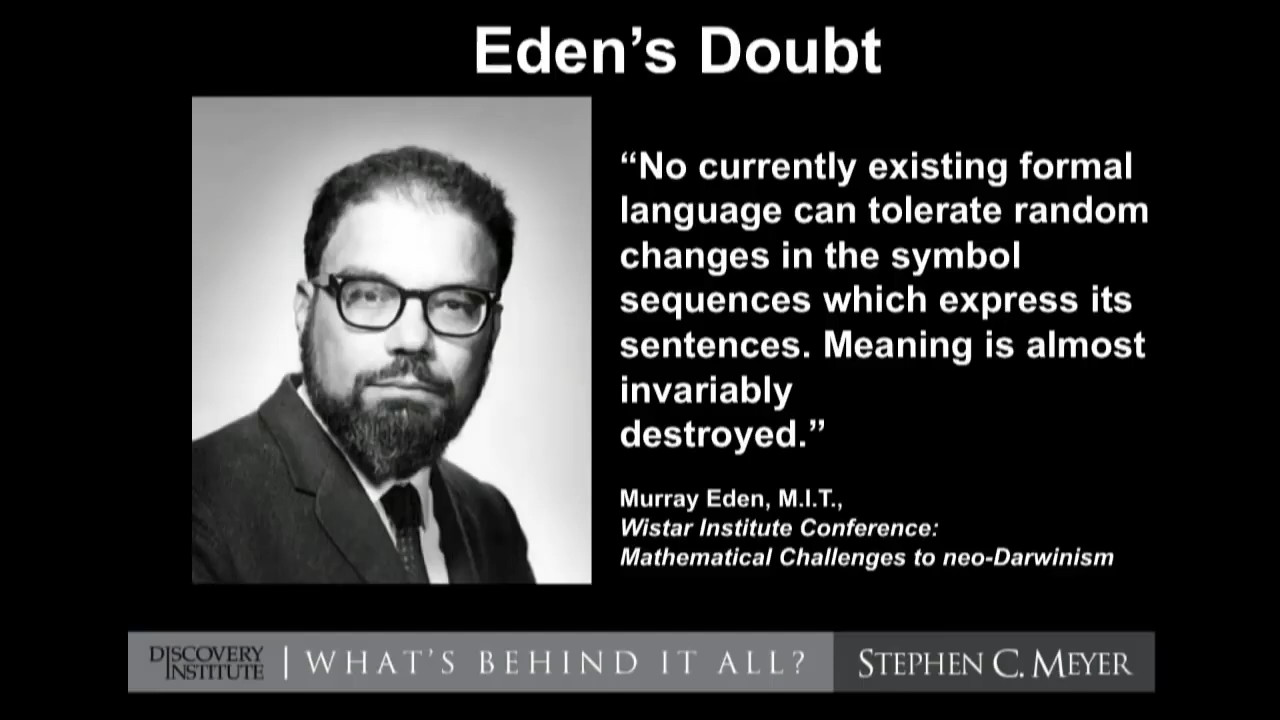 Eden’s Doubt
“No currently existing formal
language can tolerate random
changes in the symbol
sequences which express its
sentences. Meaning is almost
invariably
destroyed.”
Murray Eden, M.I.T.,
Wistar Institute Conference:
Mathematical Challenges to neo-Darwinism
DISCOVERY
INSTITUTE
WHAT’S BEHIND IT ALL?
STEPHEN C. MEYER